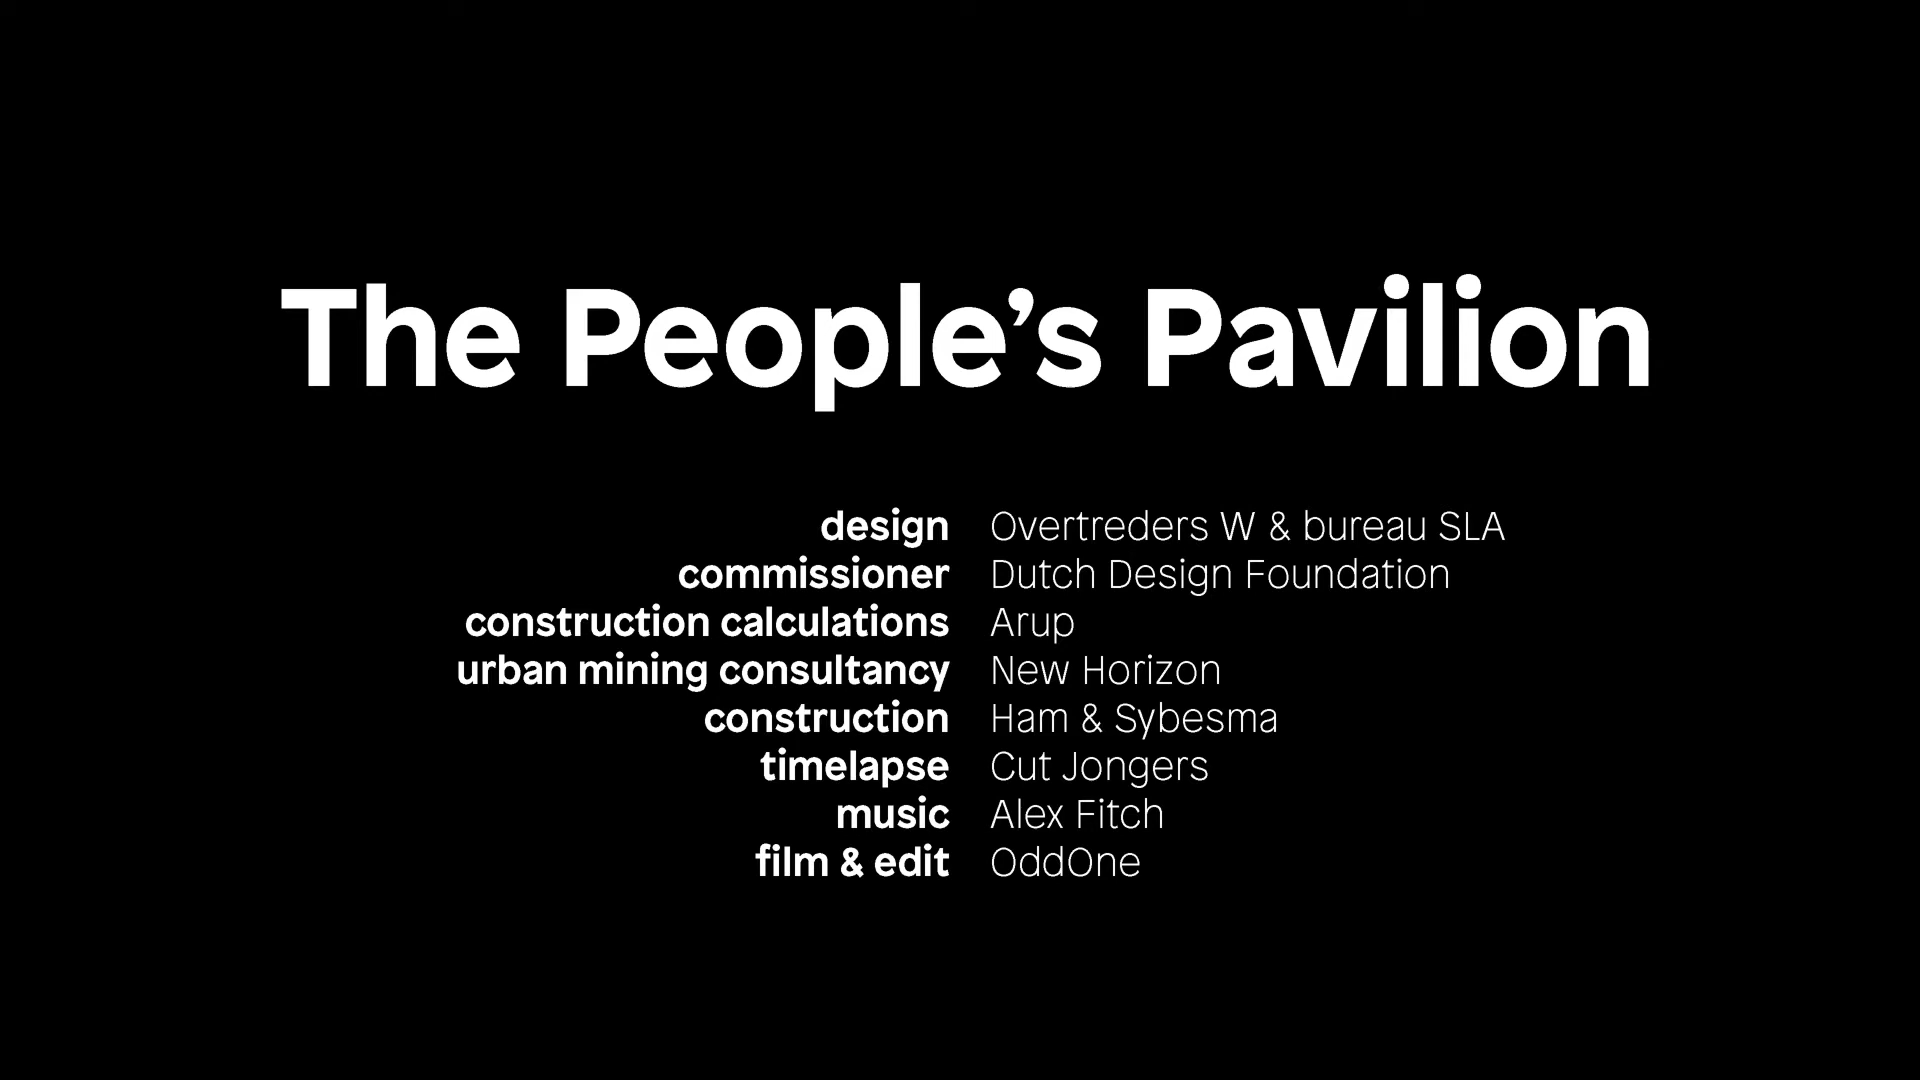 The People’s Pavilion
design Overtreders W & bureau SLA
commissioner Dutch Design Foundation
construction calculations Arup
urban mining consultancy New Horizon
construction Ham & Sybesma
timelapse Cut Jongers
music Alex Fitch
film & edit OddOne